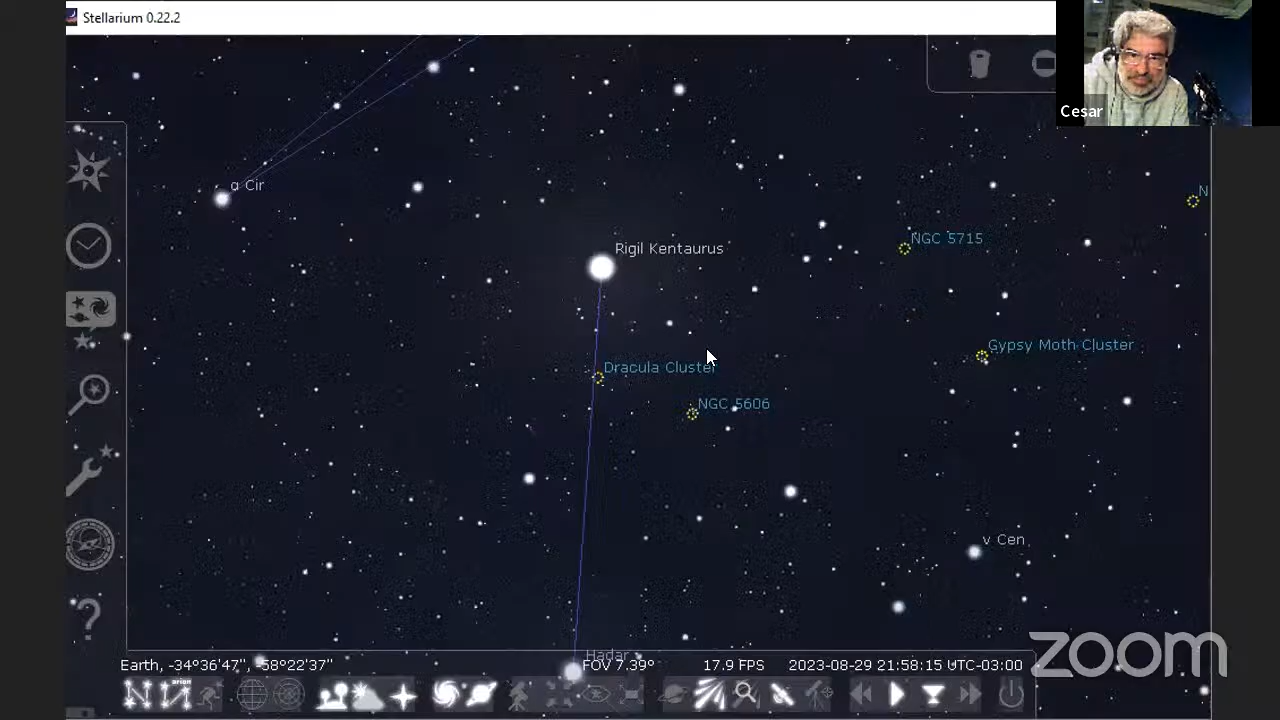 Stellarium 0.22.2
Cesar
α Cir
N
NGC 5715
Rigil Kentaurus
Gypsy Moth Cluster
Dracula Cluster
NGC 5606
ν Cen
Hadar
Earth, -34°36'47", -58°22'37"
FOV 7.39°
17.9 FPS
2023-08-29 21:58:15 UTC-03:00
zoom